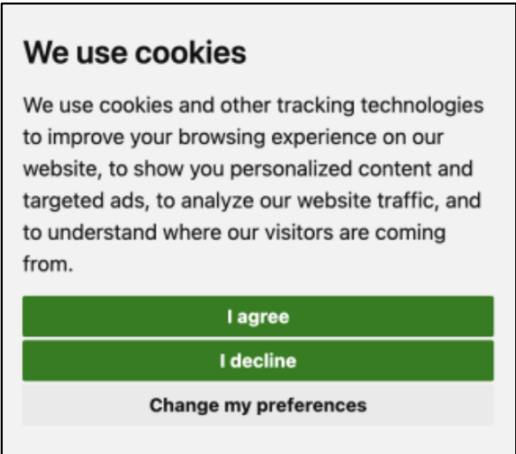 We use cookies
We use cookies and other tracking technologies
to improve your browsing experience on our
website, to show you personalized content and
targeted ads, to analyze our website traffic, and
to understand where our visitors are coming
from.
I agree
I decline
Change my preferences